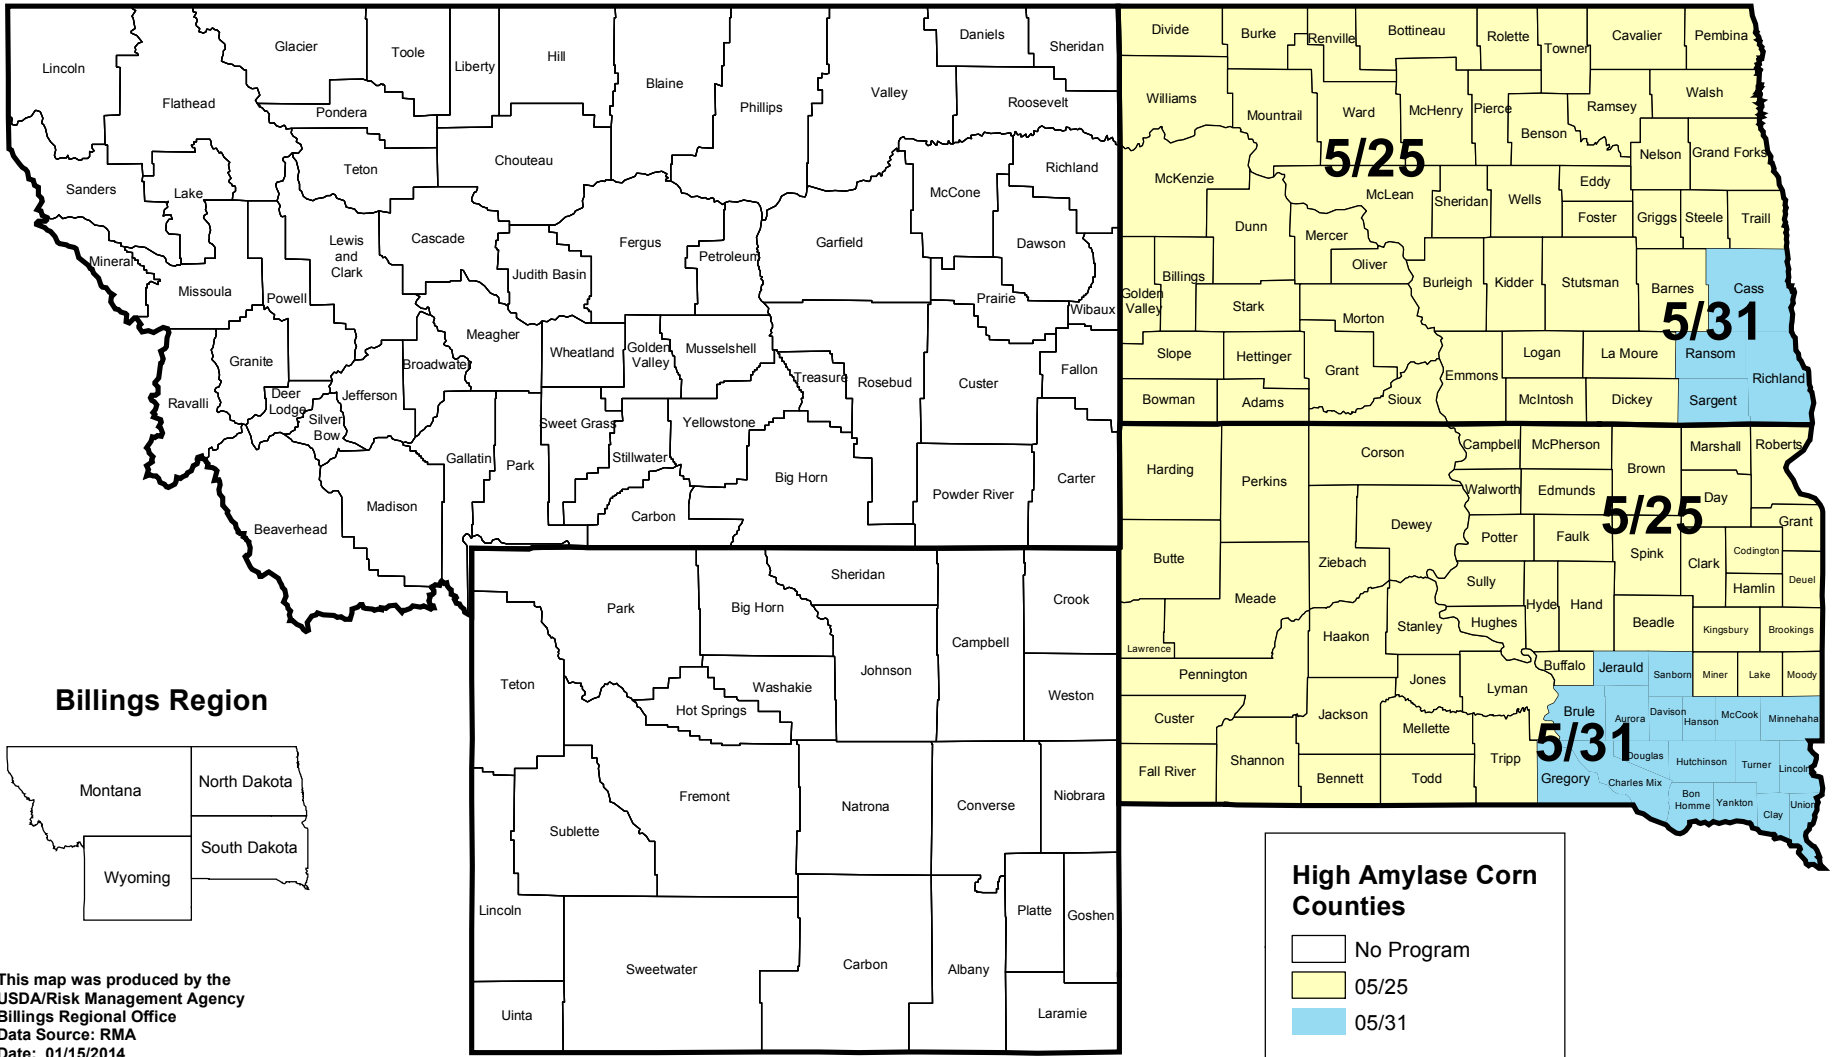 Lincoln
Flathead
Glacier
Toole
Liberty
Hill
Blaine
Phillips
Valley
Daniels
Sheridan
Roosevelt
Pondera
Teton
Chouteau
Richland
McCone
Sanders
Lake
Lewis
and
Clark
Cascade
Judith Basin
Fergus
Petroleum
Garfield
Dawson
Mineral
Missoula
Powell
Meagher
Prairie
Wibaux
Granite
Broadwater
Wheatland
Golden
Valley
Musselshell
Treasure
Rosebud
Custer
Fallon
Ravalli
Deer
Lodge
Silver
Bow
Jefferson
Sweet Grass
Yellowstone
Gallatin
Park
Stillwater
Big Horn
Powder River
Carter
Madison
Beaverhead
Carbon
Divide
Burke
Renville
Bottineau
Rolette
Towner
Cavalier
Pembina
Williams
Mountrail
Ward
McHenry
Pierce
Ramsey
Walsh
Benson
5/25
Nelson
Grand Forks
McKenzie
McLean
Sheridan
Wells
Eddy
Foster
Griggs
Steele
Traill
Dunn
Mercer
Oliver
Billings
Golden
Valley
Stark
Burleigh
Kidder
Stutsman
Barnes
Cass
5/31
Morton
Slope
Hettinger
Grant
Logan
La Moure
Ransom
Richland
Emmons
Bowman
Adams
Sioux
McIntosh
Dickey
Sargent
Harding
Perkins
Corson
Campbell
McPherson
Brown
Marshall
Roberts
Walworth
Edmunds
Day
5/25
Grant
Dewey
Potter
Faulk
Spink
Clark
Codington
Butte
Ziebach
Sully
Hamlin
Deuel
Meade
Hyde
Hand
Haakon
Stanley
Hughes
Beadle
Kingsbury
Brookings
Lawrence
Pennington
Buffalo
Jerauld
Sanborn
Miner
Lake
Moody
Jones
Lyman
Custer
Jackson
Mellette
Brule
Aurora
Davison
Hanson
McCook
Minnehaha
5/31
Fall River
Shannon
Bennett
Todd
Tripp
Gregory
Douglas
Charles Mix
Hutchinson
Turner
Lincoln
Bon
Homme
Yankton
Clay
Union
Park
Big Horn
Sheridan
Crook
Teton
Washakie
Johnson
Campbell
Hot Springs
Weston
Fremont
Natrona
Converse
Niobrara
Sublette
Lincoln
Platte
Goshen
Sweetwater
Carbon
Albany
Uinta
Laramie
Billings Region
Montana
North Dakota
South Dakota
Wyoming
This map was produced by the
USDA/Risk Management Agency
Billings Regional Office
Data Source: RMA
Date: 01/15/2014
High Amylase Corn
Counties
No Program
05/25
05/31